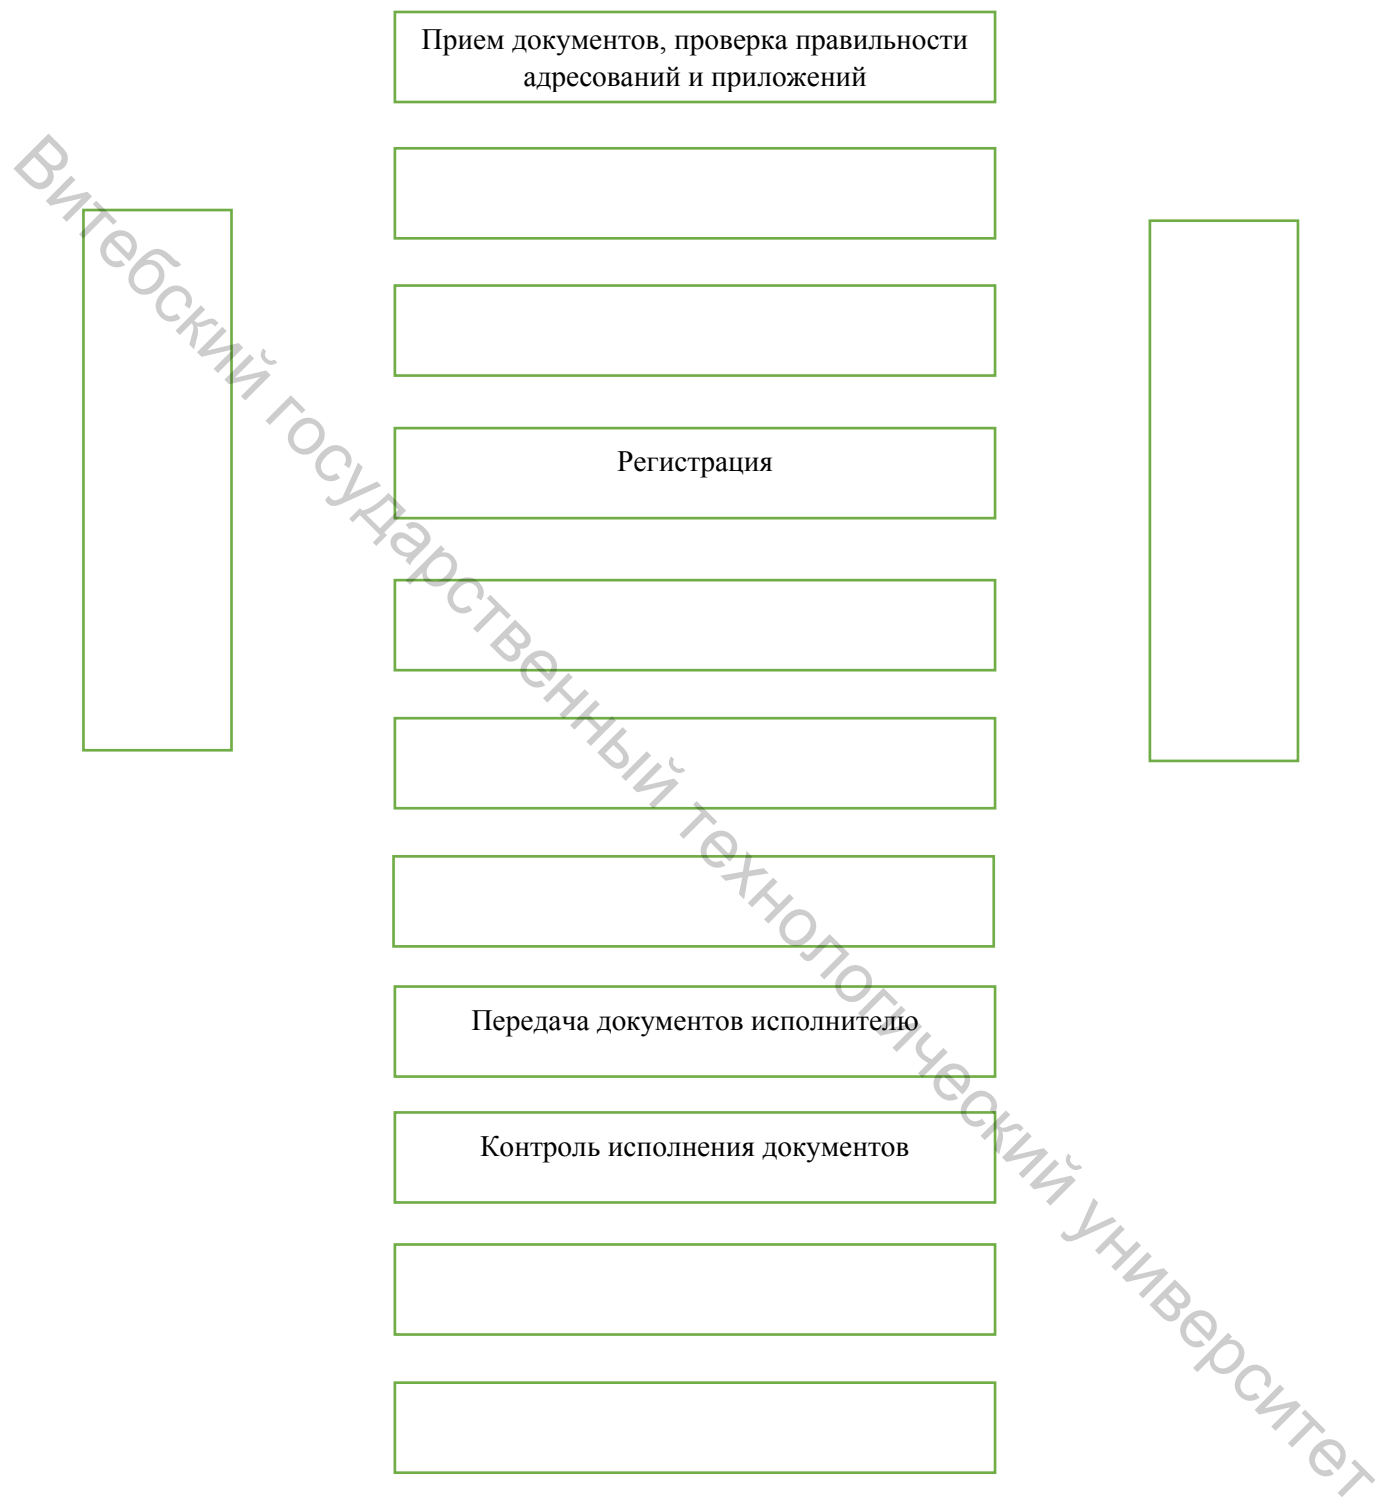 Прием документов, проверка правильности
адресований и приложений
Регистрация
Передача документов исполнителю
Контроль исполнения документов
Витебский государственный технологический университет